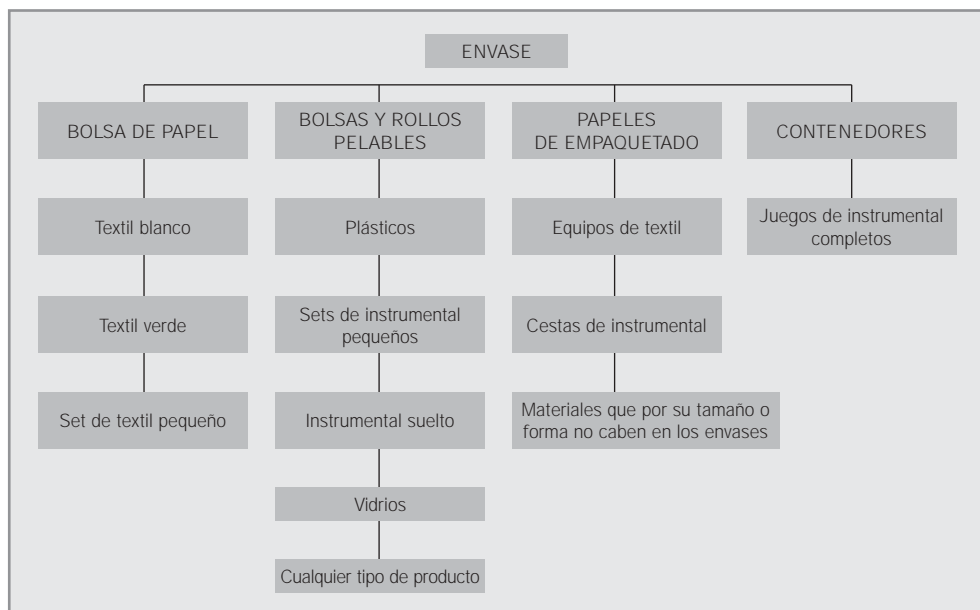 ENVASE
BOLSA DE PAPEL
Textil blanco
Textil verde
Set de textil pequeño
BOLSAS Y ROLLOS
PELABLES
Plásticos
Sets de instrumental
pequeños
Instrumental suelto
Vidrios
Cualquier tipo de producto
PAPELES
DE EMPAQUETADO
Equipos de textil
Cestas de instrumental
Materiales que por su tamaño o
forma no caben en los envases
CONTENEDORES
Juegos de instrumental
completos